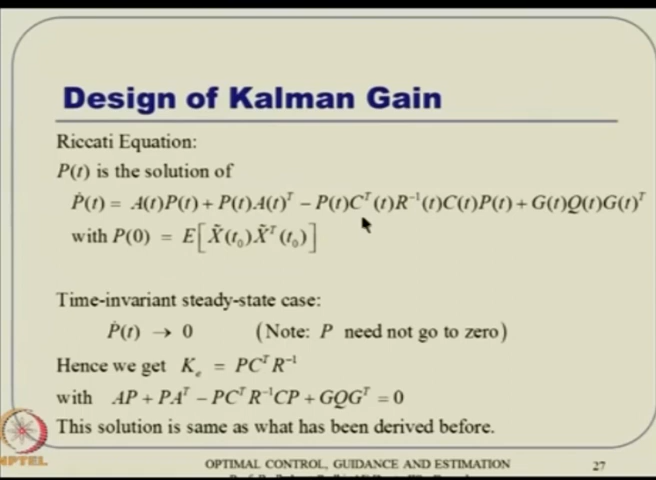 Design of Kalman Gain
Riccati Equation:
P(t) is the solution of
Ṗ(t) = A(t)P(t) + P(t)A(t)ᵀ − P(t)Cᵀ(t)R⁻¹(t)C(t)P(t) + G(t)Q(t)G(t)ᵀ
with P(0) = E[X̃(t₀)X̃ᵀ(t₀)]
Time-invariant steady-state case:
Ṗ(t) → 0 (Note: P need not go to zero)
Hence we get Kₑ = PCᵀR⁻¹
with AP + PAᵀ − PCᵀR⁻¹CP + GQGᵀ = 0
This solution is same as what has been derived before.
NPTEL
OPTIMAL CONTROL, GUIDANCE AND ESTIMATION
27